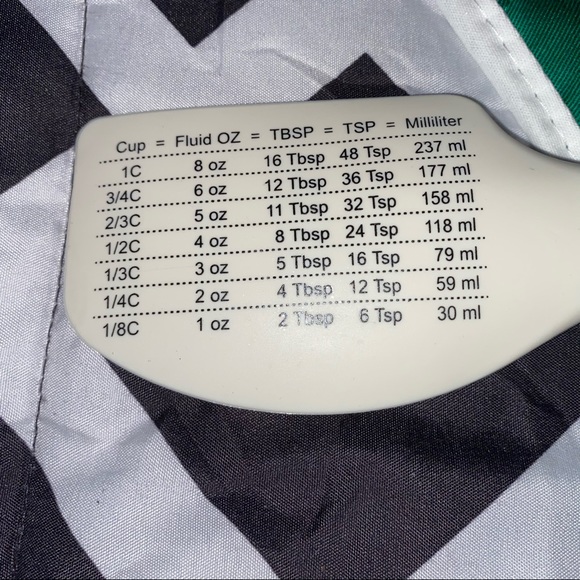 Cup = Fluid OZ = TBSP = TSP = Milliliter
1C 8 oz 16 Tbsp 48 Tsp 237 ml
3/4C 6 oz 12 Tbsp 36 Tsp 177 ml
2/3C 5 oz 11 Tbsp 32 Tsp 158 ml
1/2C 4 oz 8 Tbsp 24 Tsp 118 ml
1/3C 3 oz 5 Tbsp 16 Tsp 79 ml
1/4C 2 oz 4 Tbsp 12 Tsp 59 ml
1/8C 1 oz 2 Tbsp 6 Tsp 30 ml